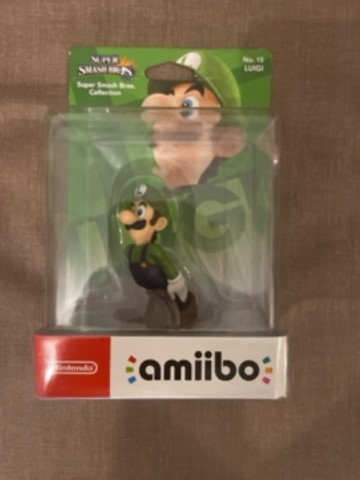 SUPER
SMASH BROS.
Super Smash Bros.
Collection
No. 15
LUIGI
Nintendo
amiibo